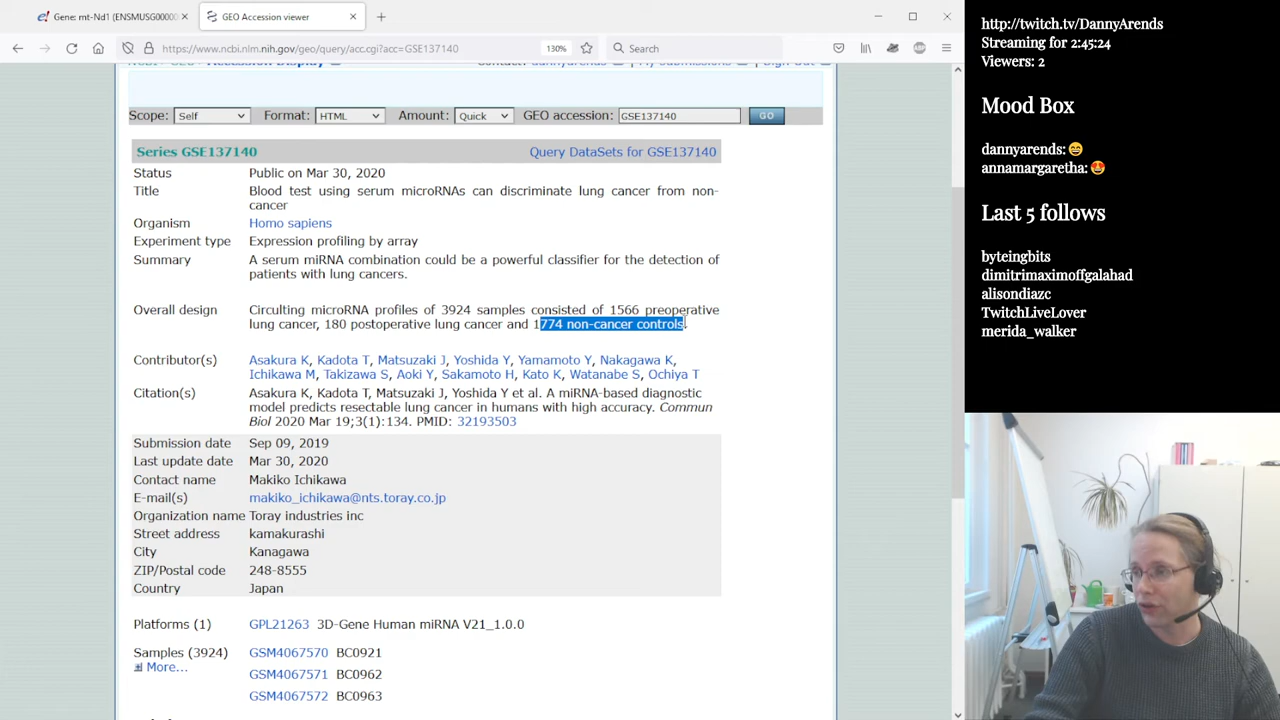 Gene: mt-Nd1 (ENSMUSG00000
GEO Accession viewer
https://www.ncbi.nlm.nih.gov/geo/query/acc.cgi?acc=GSE137140
130%
Search
Scope: Self Format: HTML Amount: Quick GEO accession: GSE137140 GO
Series GSE137140 Query DataSets for GSE137140
Status Public on Mar 30, 2020
Title Blood test using serum microRNAs can discriminate lung cancer from non-
cancer
Organism Homo sapiens
Experiment type Expression profiling by array
Summary A serum miRNA combination could be a powerful classifier for the detection of
patients with lung cancers.
Overall design Circulting microRNA profiles of 3924 samples consisted of 1566 preoperative
lung cancer, 180 postoperative lung cancer and 1774 non-cancer controls.
Contributor(s) Asakura K, Kadota T, Matsuzaki J, Yoshida Y, Yamamoto Y, Nakagawa K,
Ichikawa M, Takizawa S, Aoki Y, Sakamoto H, Kato K, Watanabe S, Ochiya T
Citation(s) Asakura K, Kadota T, Matsuzaki J, Yoshida Y et al. A miRNA-based diagnostic
model predicts resectable lung cancer in humans with high accuracy. Commun
Biol 2020 Mar 19;3(1):134. PMID: 32193503
Submission date Sep 09, 2019
Last update date Mar 30, 2020
Contact name Makiko Ichikawa
E-mail(s) makiko_ichikawa@nts.toray.co.jp
Organization name Toray industries inc
Street address kamakurashi
City Kanagawa
ZIP/Postal code 248-8555
Country Japan
Platforms (1) GPL21263 3D-Gene Human miRNA V21_1.0.0
Samples (3924) GSM4067570 BC0921
More... GSM4067571 BC0962
GSM4067572 BC0963
http://twitch.tv/DannyArends
Streaming for 2:45:24
Viewers: 2
Mood Box
dannyarends: 😄
annamargaretha: 😍
Last 5 follows
byteingbits
dimitrimaximoffgalahad
alisondiazc
TwitchLiveLover
merida_walker